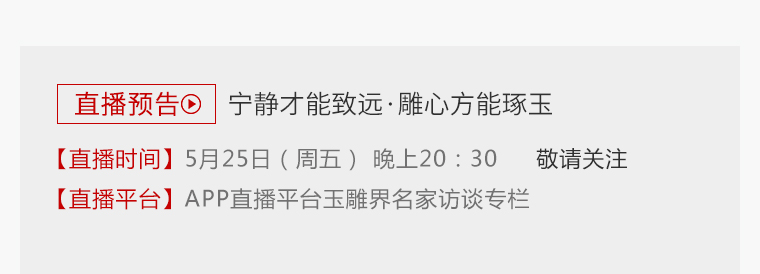 直播预告 宁静才能致远·雕心方能琢玉
【直播时间】5月25日（周五） 晚上20：30 敬请关注
【直播平台】APP直播平台玉雕界名家访谈专栏